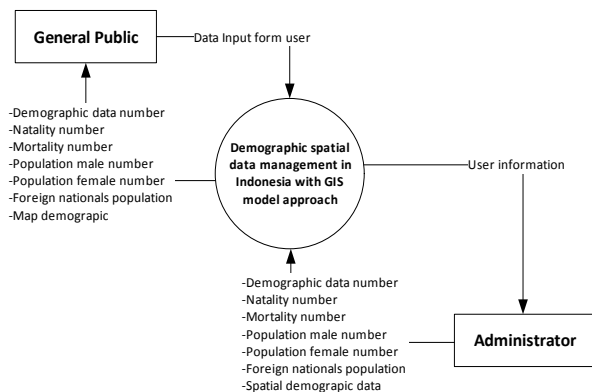 General Public
Data Input form user
-Demographic data number
-Natality number
-Mortality number
-Population male number
-Population female number
-Foreign nationals population
-Map demograpic
Demographic spatial
data management in
Indonesia with GIS
model approach
User information
-Demographic data number
-Natality number
-Mortality number
-Population male number
-Population female number
-Foreign nationals population
-Spatial demograpic data
Administrator